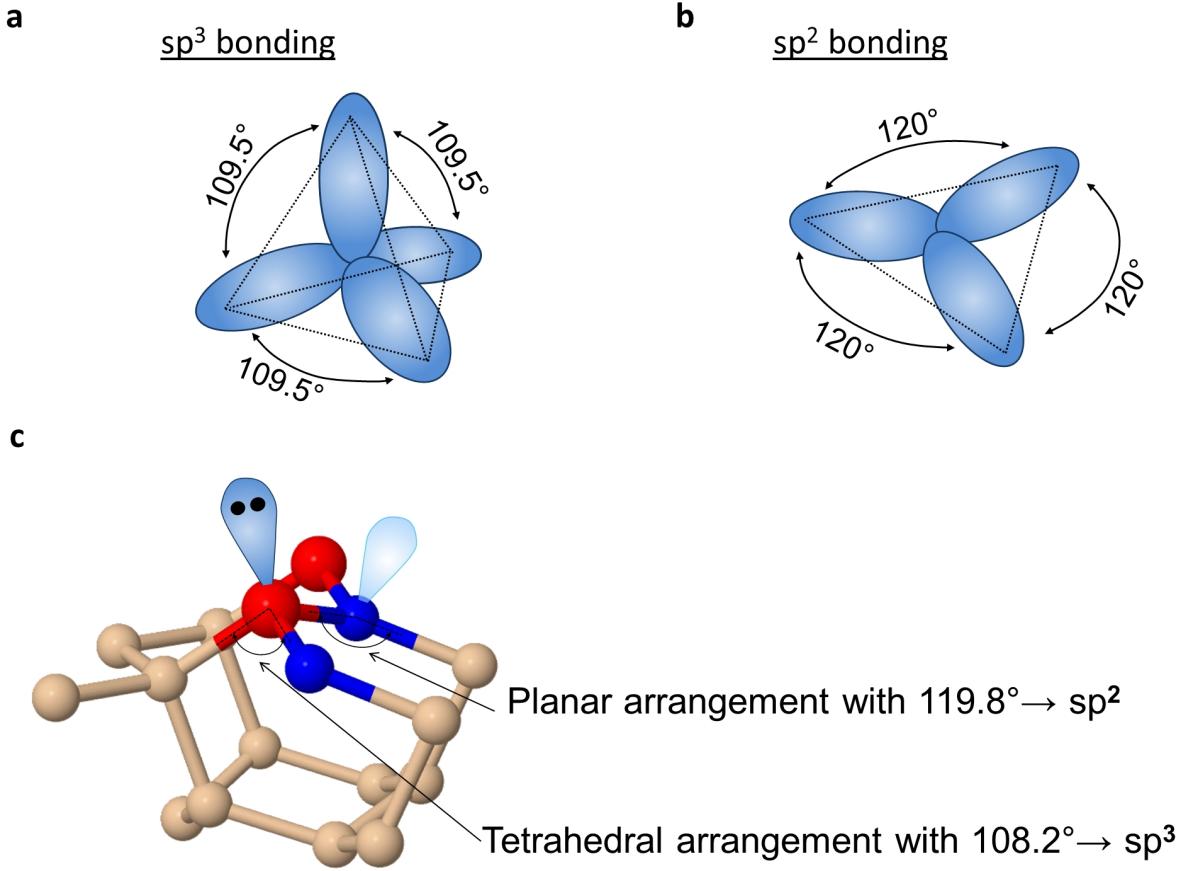 a
sp³ bonding
109.5°
109.5°
109.5°
b
sp² bonding
120°
120°
120°
c
Planar arrangement with 119.8°→ sp²
Tetrahedral arrangement with 108.2°→ sp³